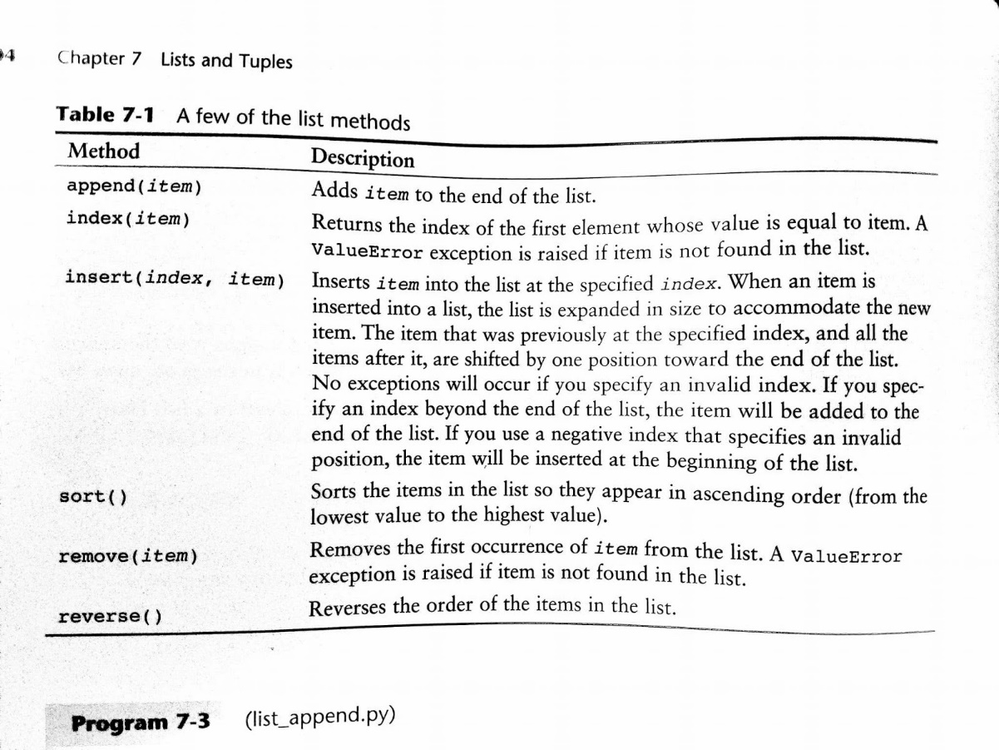 Chapter 7 Lists and Tuples
Table 7-1 A few of the list methods
Method Description
append(item) Adds item to the end of the list.
index(item) Returns the index of the first element whose value is equal to item. A
ValueError exception is raised if item is not found in the list.
insert(index, item) Inserts item into the list at the specified index. When an item is
inserted into a list, the list is expanded in size to accommodate the new
item. The item that was previously at the specified index, and all the
items after it, are shifted by one position toward the end of the list.
No exceptions will occur if you specify an invalid index. If you spec-
ify an index beyond the end of the list, the item will be added to the
end of the list. If you use a negative index that specifies an invalid
position, the item will be inserted at the beginning of the list.
sort() Sorts the items in the list so they appear in ascending order (from the
lowest value to the highest value).
remove(item) Removes the first occurrence of item from the list. A ValueError
exception is raised if item is not found in the list.
reverse() Reverses the order of the items in the list.
Program 7-3 (list_append.py)